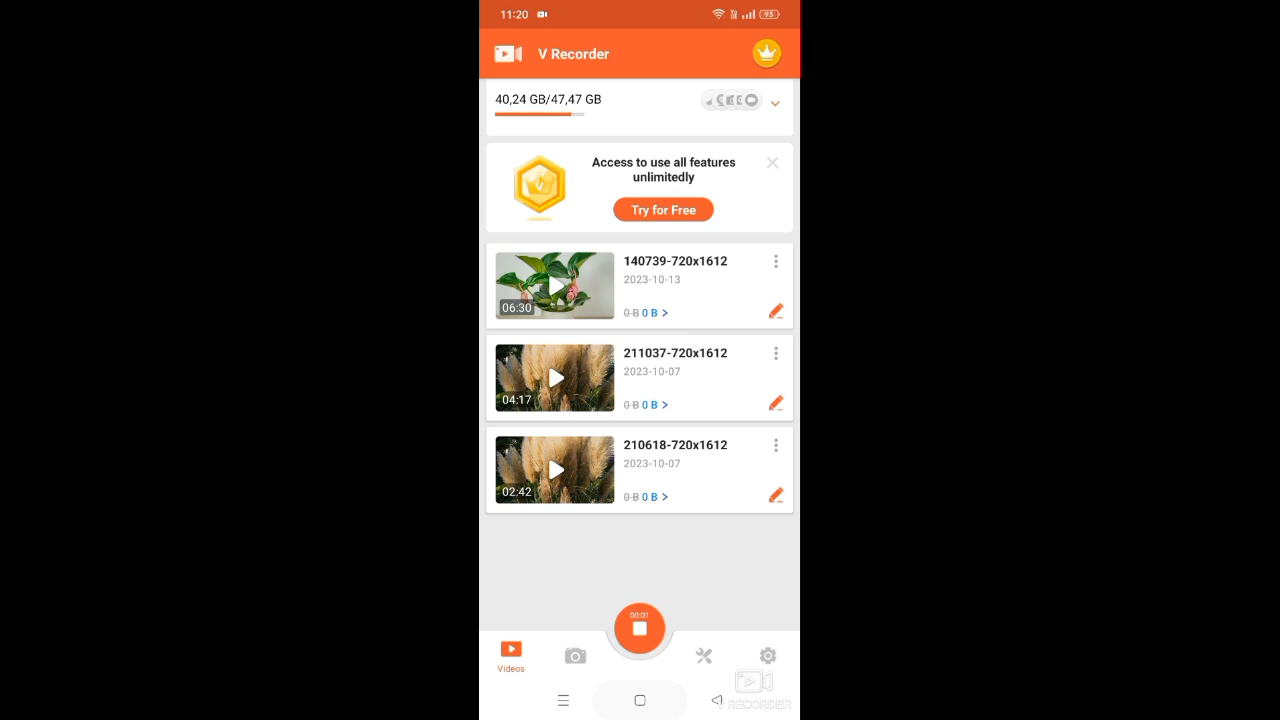 11:20
95
V Recorder
40,24 GB/47,47 GB
Access to use all features
unlimitedly
Try for Free
140739-720x1612
2023-10-13
06:30
0 B 0 B >
211037-720x1612
2023-10-07
04:17
0 B 0 B >
210618-720x1612
2023-10-07
02:42
0 B 0 B >
00:01
Videos
V RECORDER